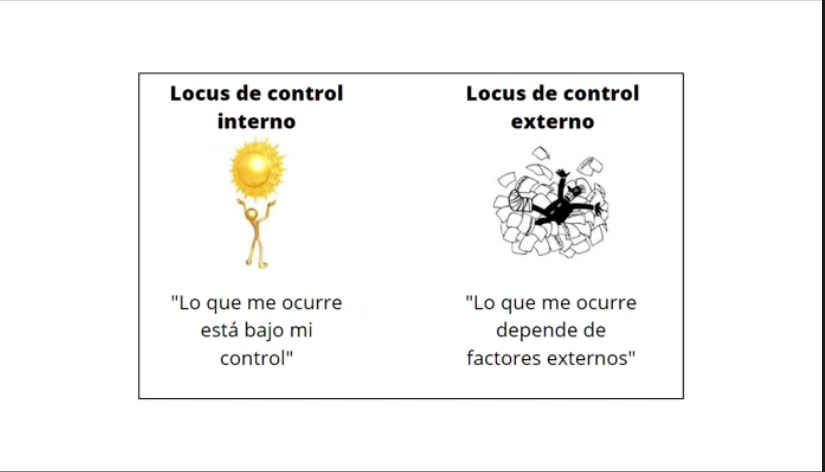 Locus de control
interno
"Lo que me ocurre
está bajo mi
control"
Locus de control
externo
"Lo que me ocurre
depende de
factores externos"